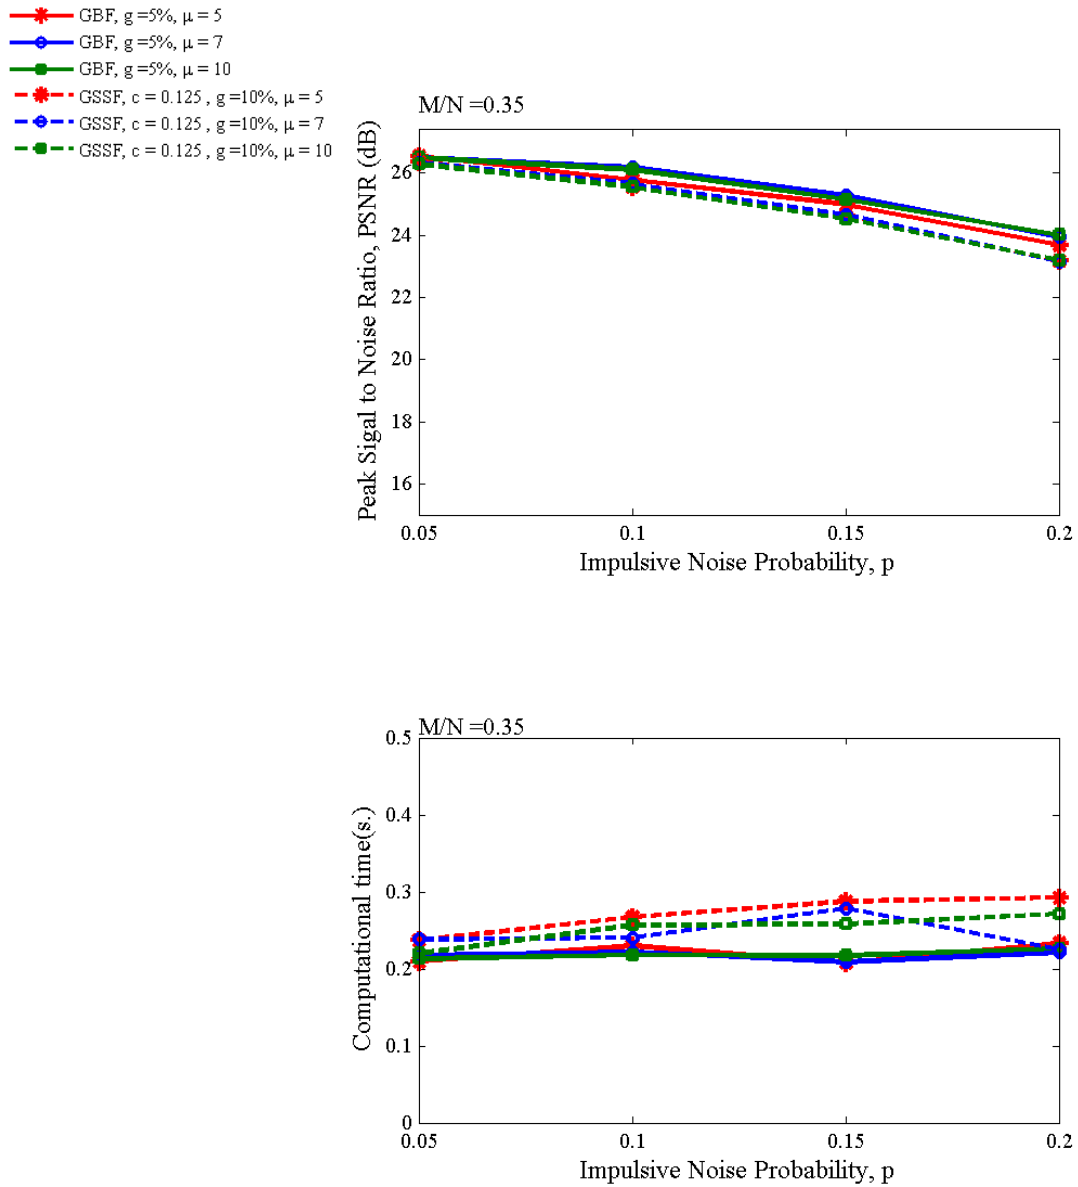 GBF, g =5%, μ = 5
GBF, g =5%, μ = 7
GBF, g =5%, μ = 10
GSSF, c = 0.125 , g =10%, μ = 5
GSSF, c = 0.125 , g =10%, μ = 7
GSSF, c = 0.125 , g =10%, μ = 10
M/N =0.35
Peak Sigal to Noise Ratio, PSNR (dB)
26
24
22
20
18
16
0.05
0.1
0.15
0.2
Impulsive Noise Probability, p
M/N =0.35
Computational time(s.)
0.5
0.4
0.3
0.2
0.1
0
0.05
0.1
0.15
0.2
Impulsive Noise Probability, p